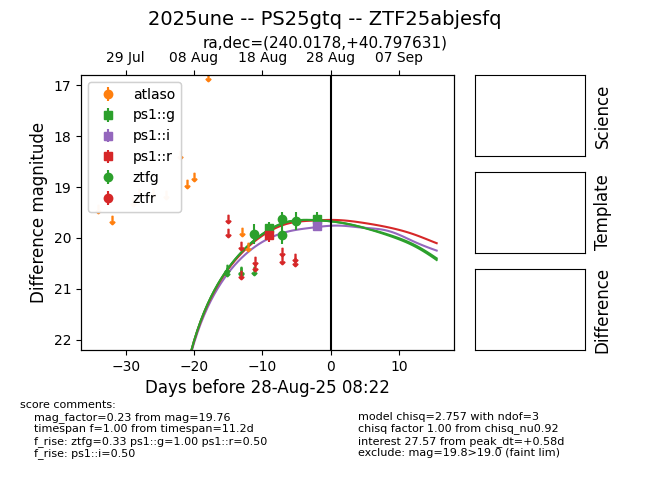 2025une -- PS25gtq -- ZTF25abjesfq
ra,dec=(240.0178,+40.797631)
29 Jul 08 Aug 18 Aug 28 Aug 07 Sep
17
18
19
20
21
22
Difference magnitude
atlaso
ps1::g
ps1::i
ps1::r
ztfg
ztfr
−30 −20 −10 0 10
Days before 28-Aug-25 08:22
Science
Template
Difference
score comments:
mag_factor=0.23 from mag=19.76
timespan f=1.00 from timespan=11.2d
f_rise: ztfg=0.33 ps1::g=1.00 ps1::r=0.50
f_rise: ps1::i=0.50
model chisq=2.757 with ndof=3
chisq factor 1.00 from chisq_nu0.92
interest 27.57 from peak_dt=+0.58d
exclude: mag=19.8>19.0 (faint lim)